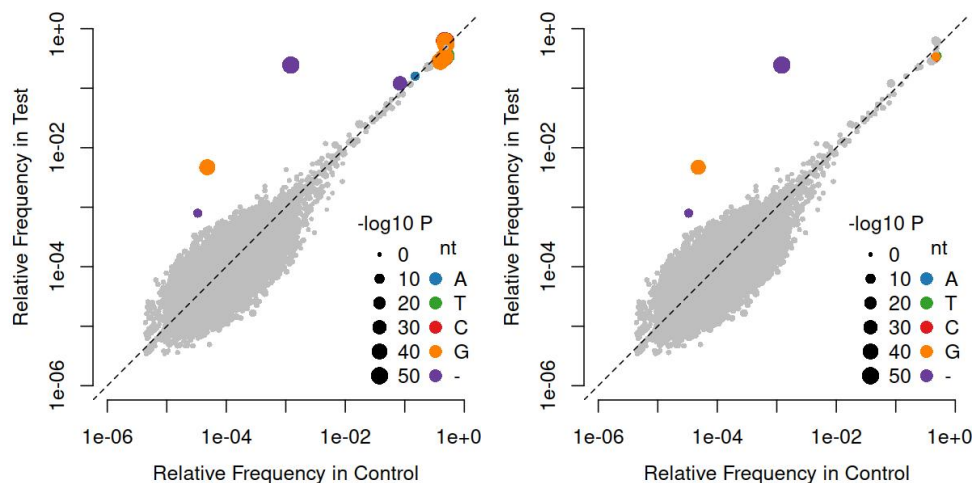 1e+0
1e-02
1e-04
1e-06
Relative Frequency in Test
-log10 P nt
0
10 A
20 T
30 C
40 G
50 -
1e-06 1e-04 1e-02 1e+0
Relative Frequency in Control
1e+0
1e-02
1e-04
1e-06
Relative Frequency in Test
-log10 P nt
0
10 A
20 T
30 C
40 G
50 -
1e-06 1e-04 1e-02 1e+0
Relative Frequency in Control